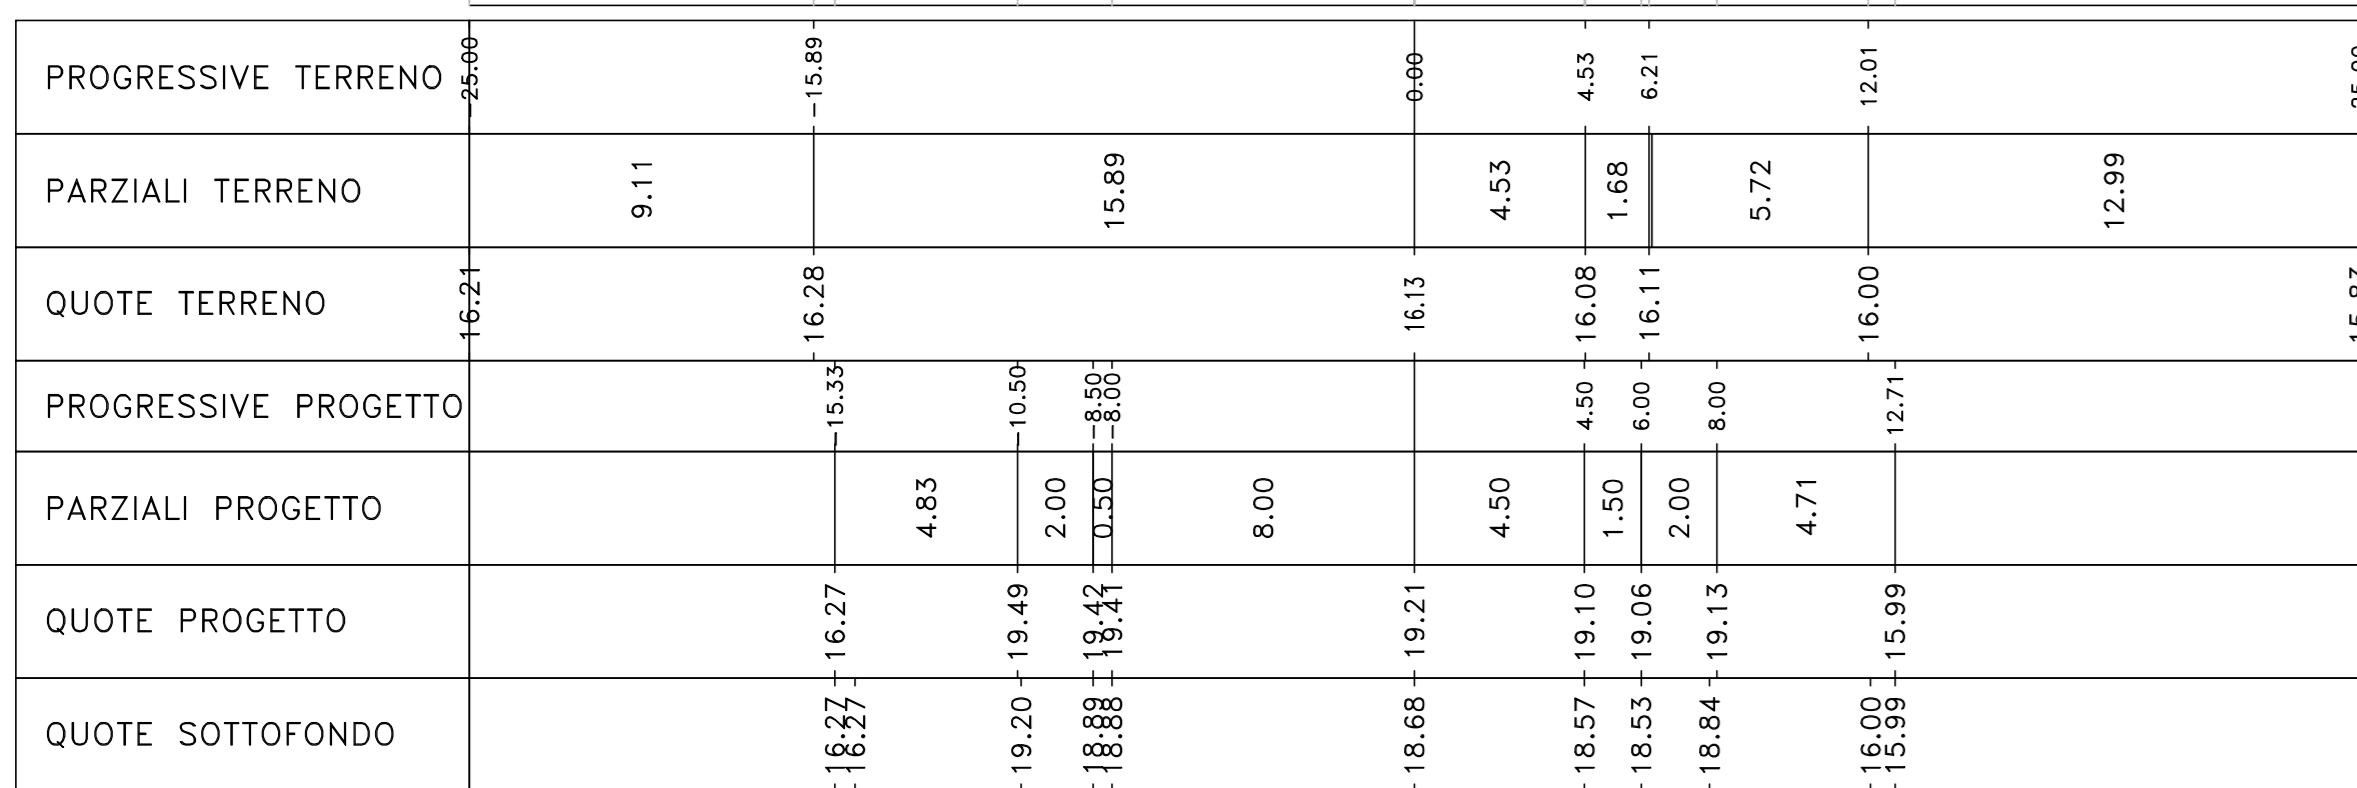 PROGRESSIVE TERRENO -25.00 -15.89 0.00 4.53 6.21 12.01
PARZIALI TERRENO 9.11 15.89 4.53 1.68 5.72 12.99
QUOTE TERRENO 16.21 16.28 16.13 16.08 16.11 16.00
PROGRESSIVE PROGETTO -15.33 -10.50 -8.50 -8.00 4.50 6.00 8.00 12.71
PARZIALI PROGETTO 4.83 2.00 0.50 8.00 4.50 1.50 2.00 4.71
QUOTE PROGETTO 16.27 19.49 19.42 19.41 19.21 19.10 19.06 19.13 15.99
QUOTE SOTTOFONDO 16.27 16.27 19.20 18.89 18.88 18.68 18.57 18.53 18.84 16.00 15.99